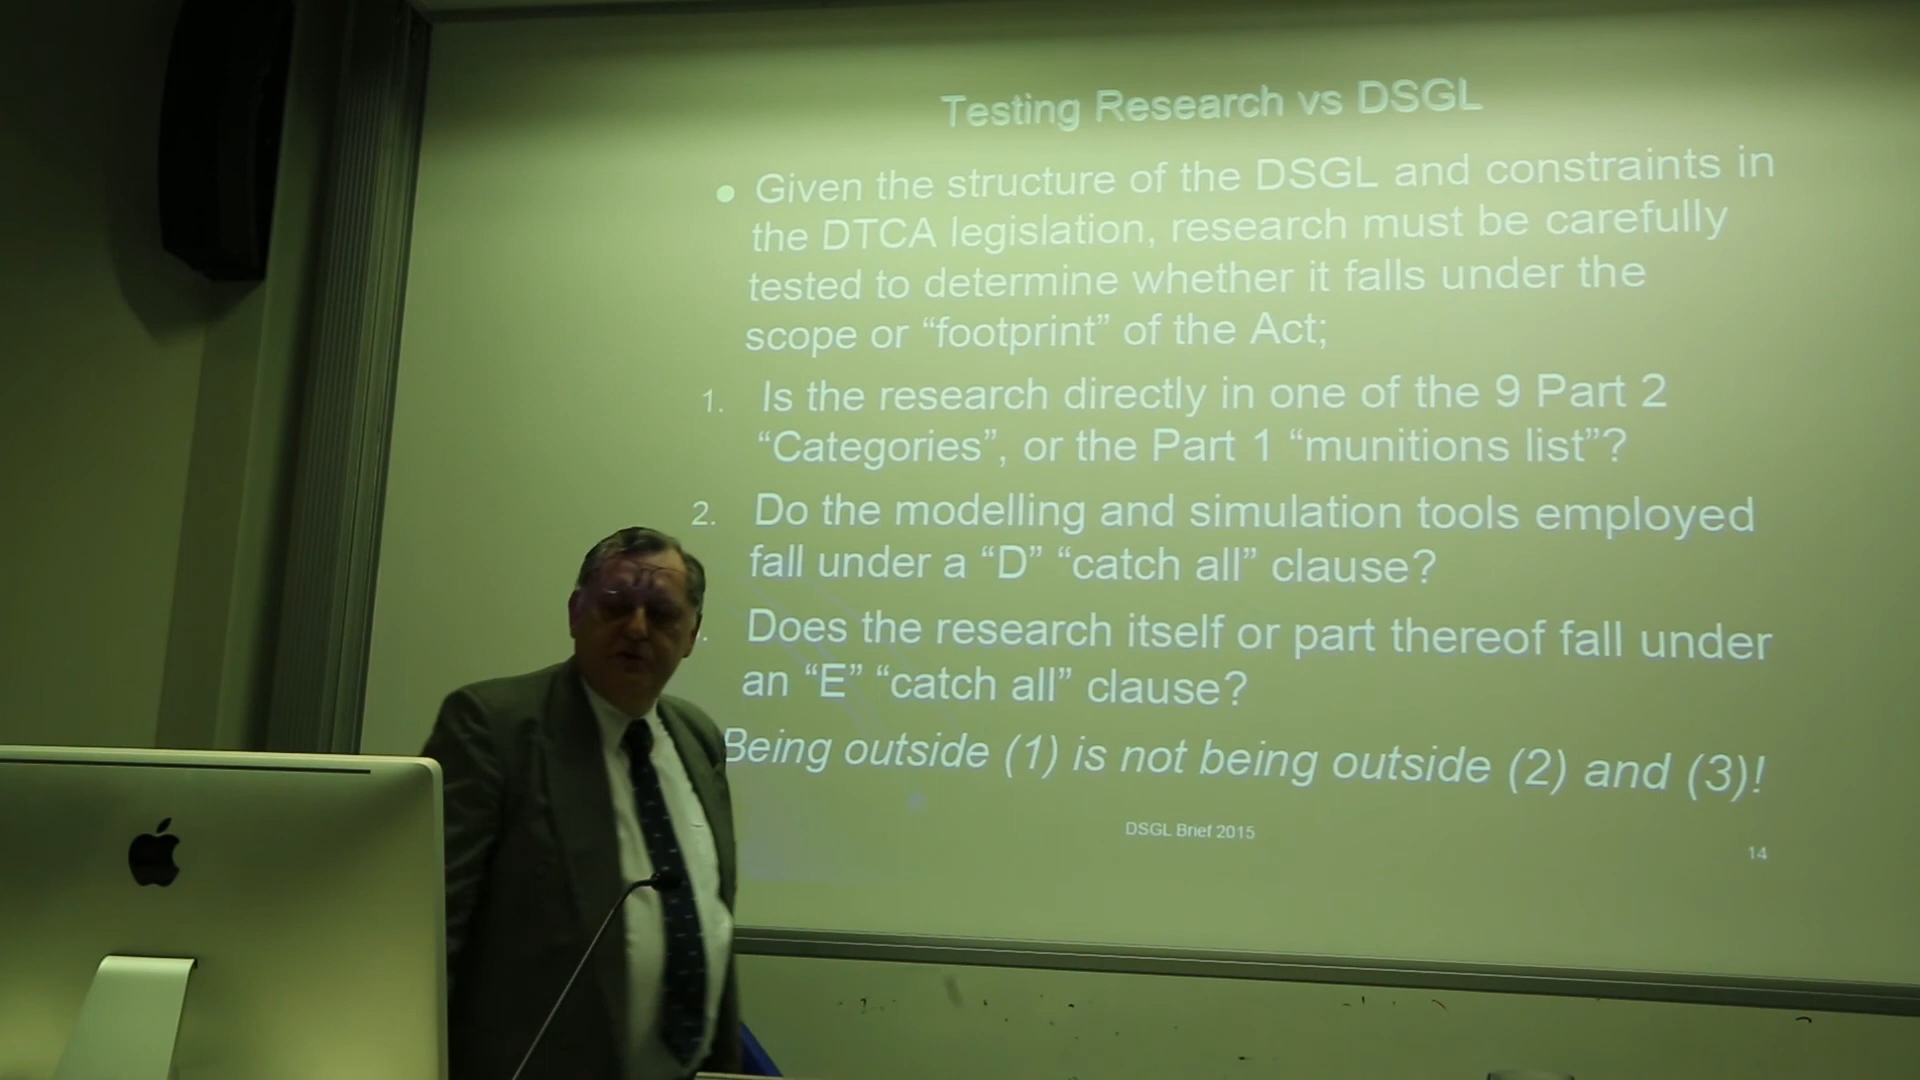 Testing Research vs DSGL
• Given the structure of the DSGL and constraints in
the DTCA legislation, research must be carefully
tested to determine whether it falls under the
scope or “footprint” of the Act;
1. Is the research directly in one of the 9 Part 2
“Categories”, or the Part 1 “munitions list”?
2. Do the modelling and simulation tools employed
fall under a “D” “catch all” clause?
Does the research itself or part thereof fall under
an “E” “catch all” clause?
Being outside (1) is not being outside (2) and (3)!
DSGL Brief 2015
14